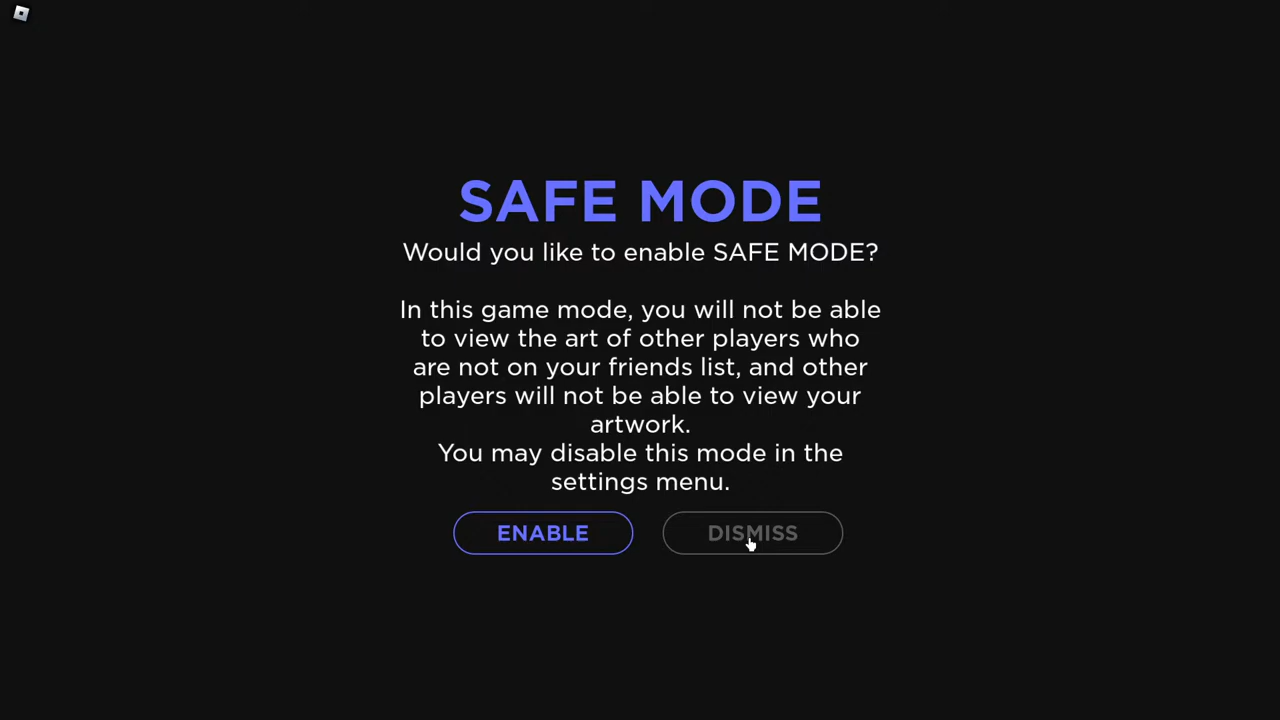 SAFE MODE
Would you like to enable SAFE MODE?
In this game mode, you will not be able
to view the art of other players who
are not on your friends list, and other
players will not be able to view your
artwork.
You may disable this mode in the
settings menu.
ENABLE
DISMISS